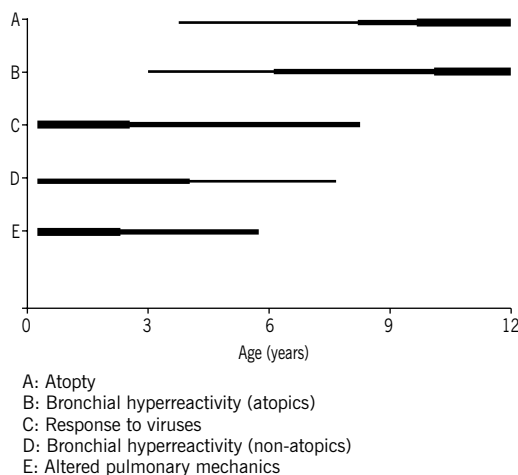 A
B
C
D
E
0 3 6 9 12
Age (years)
A: Atopty
B: Bronchial hyperreactivity (atopics)
C: Response to viruses
D: Bronchial hyperreactivity (non-atopics)
E: Altered pulmonary mechanics